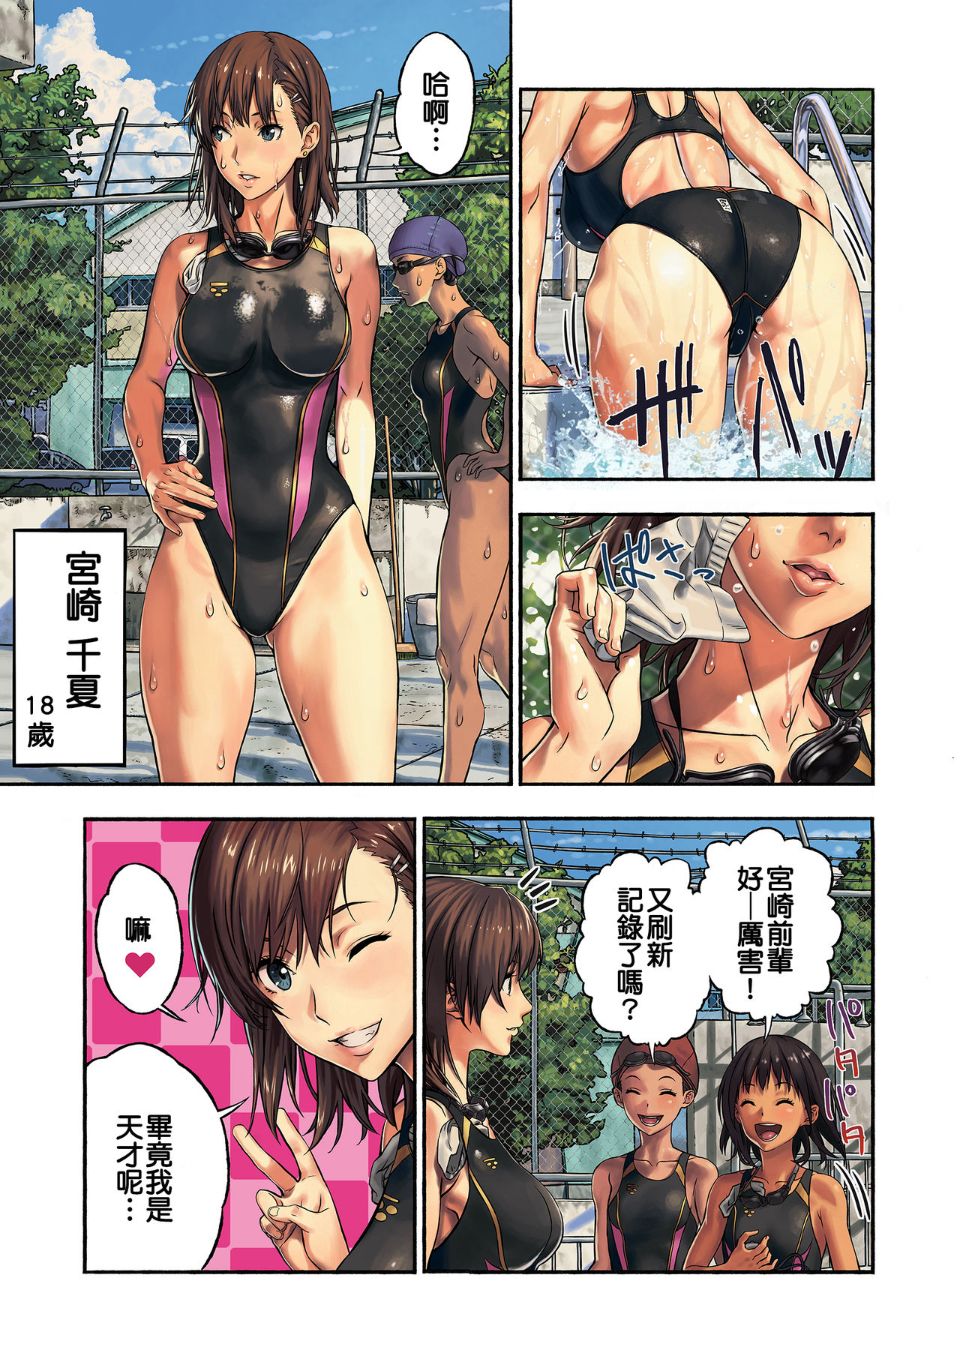 ザバッ
ぱさっ
哈啊…
宮崎 千夏
18歲
宮崎前輩
好—厲害！
又刷新
記錄了嗎？
パタパタ
嘛♥
畢竟我是
天才呢…